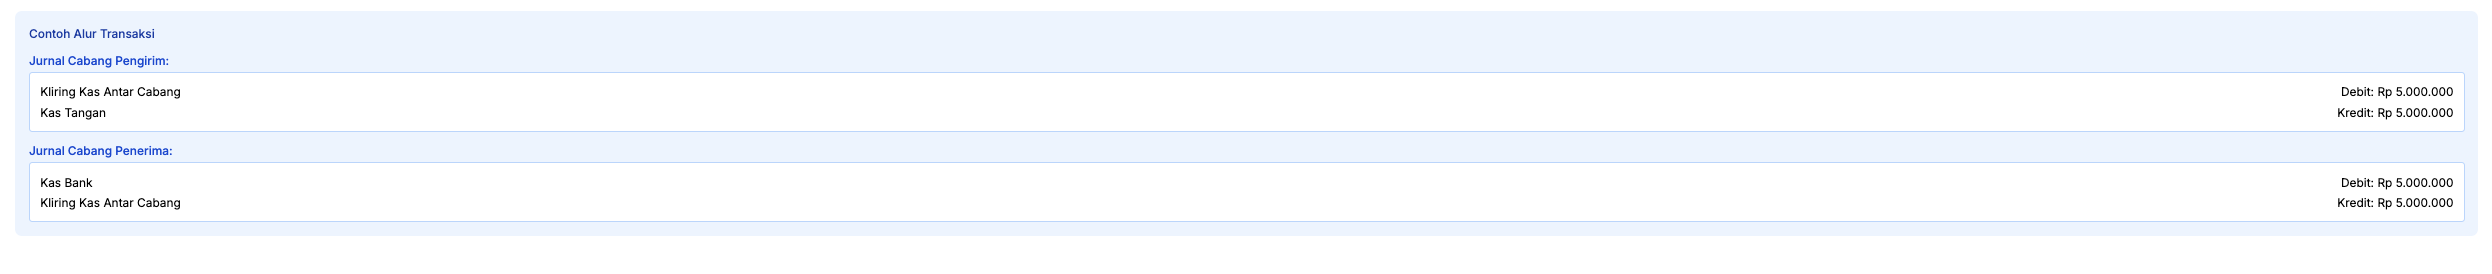 Contoh Alur Transaksi
Jurnal Cabang Pengirim:
Kliring Kas Antar Cabang Debit: Rp 5.000.000
Kas Tangan Kredit: Rp 5.000.000
Jurnal Cabang Penerima:
Kas Bank Debit: Rp 5.000.000
Kliring Kas Antar Cabang Kredit: Rp 5.000.000